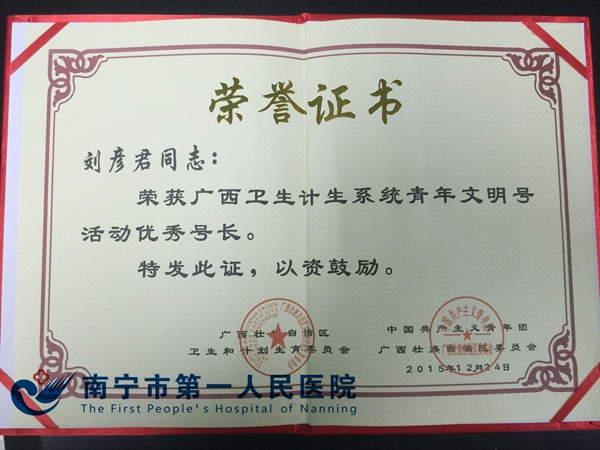 荣誉证书
刘彦君同志：
荣获广西卫生计生系统青年文明号
活动优秀号长。
特发此证，以资鼓励。
广西壮 自治区
卫生和计划生育委员会
中国共产主义青年团
广西壮族自治区委员会
2015年12月24日
南宁市第一人民医院
The First People's Hospital of Nanning